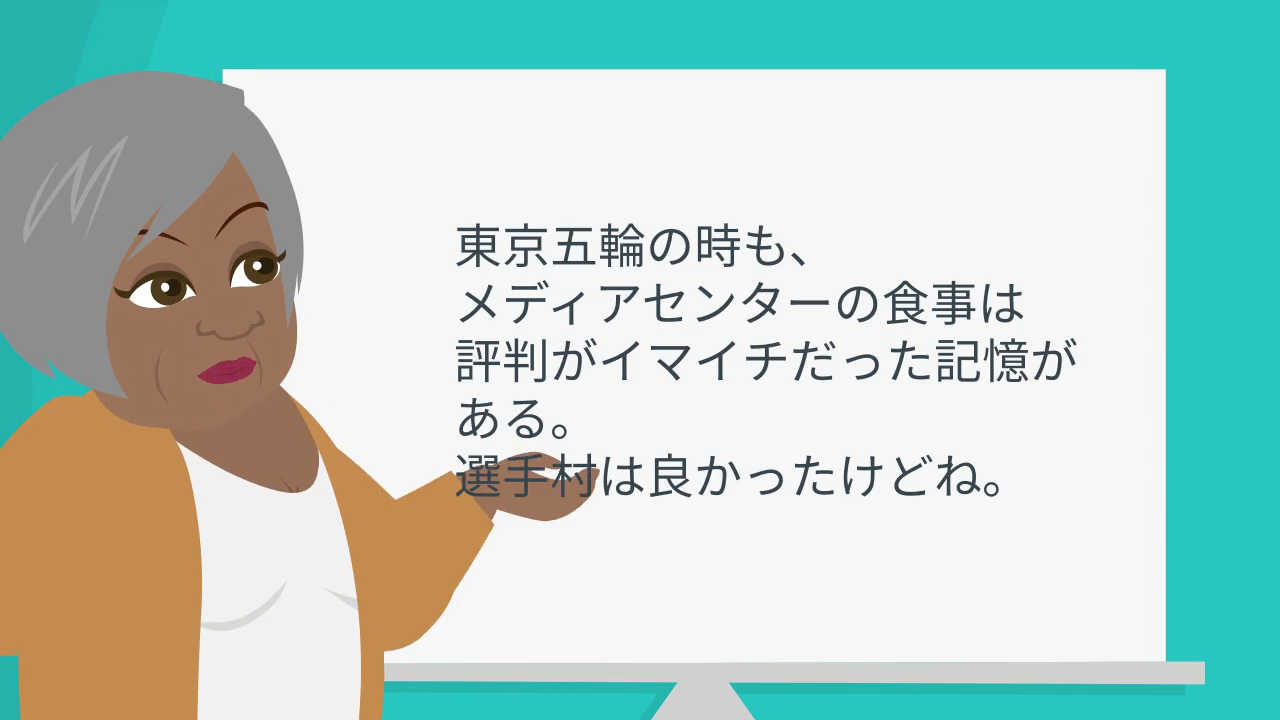 東京五輪の時も、
メディアセンターの食事は
評判がイマイチだった記憶が
ある。
選手村は良かったけどね。